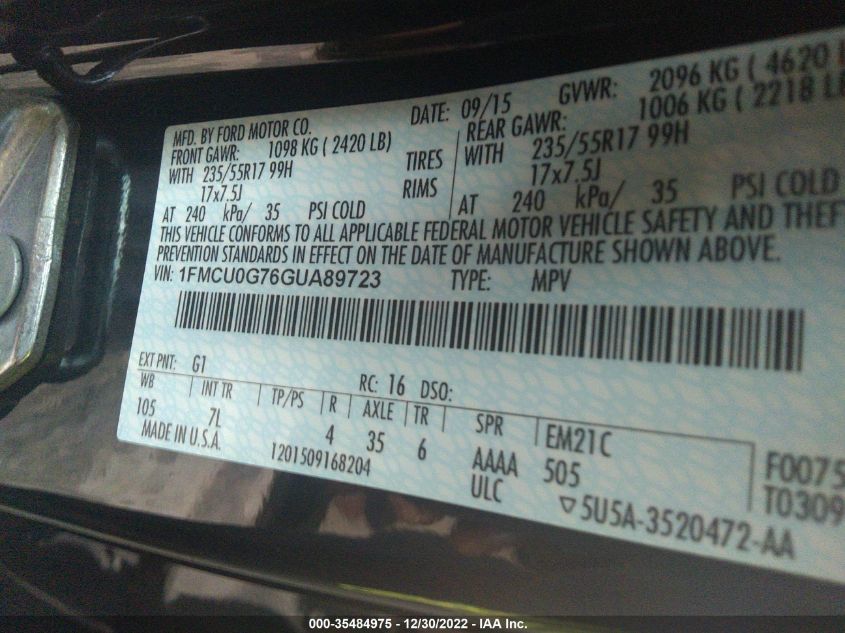 MFD. BY FORD MOTOR CO.
DATE: 09/15 GVWR: 2096 KG ( 4620
FRONT GAWR: 1098 KG ( 2420 LB)
REAR GAWR: 1006 KG ( 2218
WITH 235/55R17 99H TIRES WITH 235/55R17 99H
17x7.5J RIMS 17x7.5J
AT 240 kPa/ 35 PSI COLD AT 240 kPa/ 35 PSI COLD
THIS VEHICLE CONFORMS TO ALL APPLICABLE FEDERAL MOTOR VEHICLE SAFETY AND THEFT
PREVENTION STANDARDS IN EFFECT ON THE DATE OF MANUFACTURE SHOWN ABOVE.
VIN: 1FMCU0G76GUA89723 TYPE: MPV
EXT PNT: G1 RC: 16 DSO:
WB INT TR TP/PS R AXLE TR SPR EM21C
105 7L 4 35 6 AAAA 505 F0075
MADE IN U.S.A. 1201509168204 ULC ▽5U5A-3520472-AA T0309
000-35484975 - 12/30/2022 - IAA Inc.